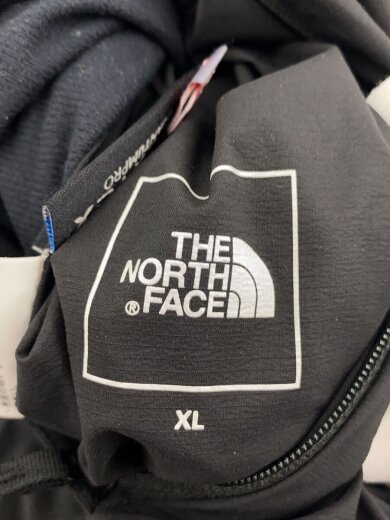 THE
NORTH
® FACE
XL